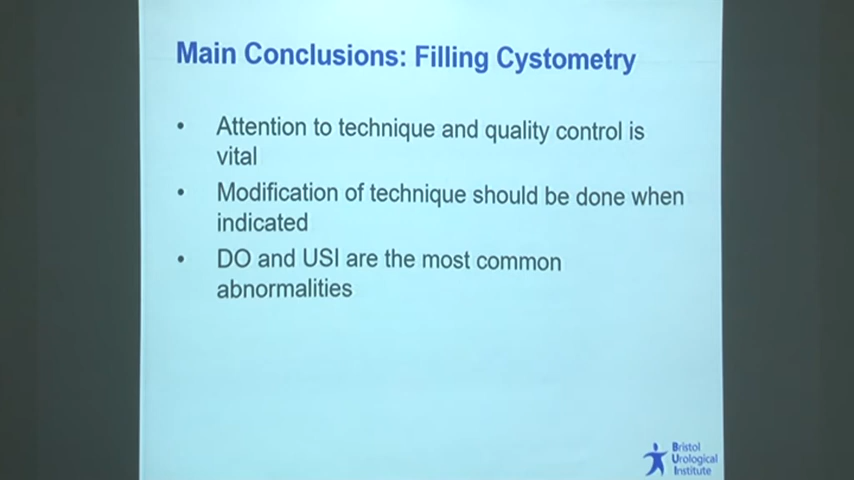 Main Conclusions: Filling Cystometry
• Attention to technique and quality control is
vital
• Modification of technique should be done when
indicated
• DO and USI are the most common
abnormalities
Bristol
Urological
Institute